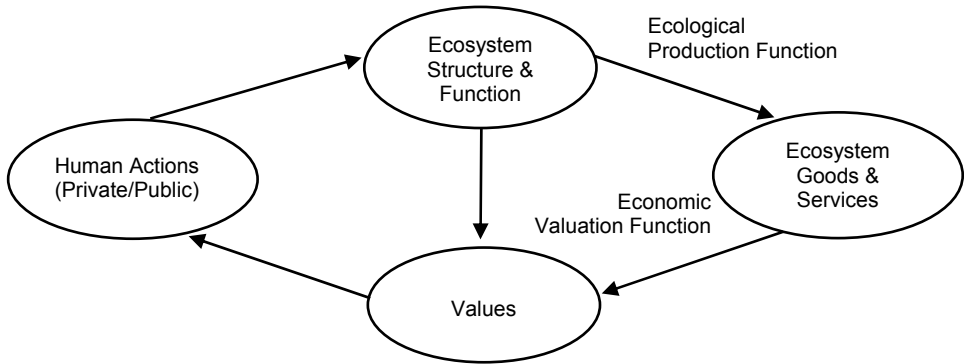 Ecosystem
Structure &
Function
Ecological
Production Function
Human Actions
(Private/Public)
Ecosystem
Goods &
Services
Economic
Valuation Function
Values